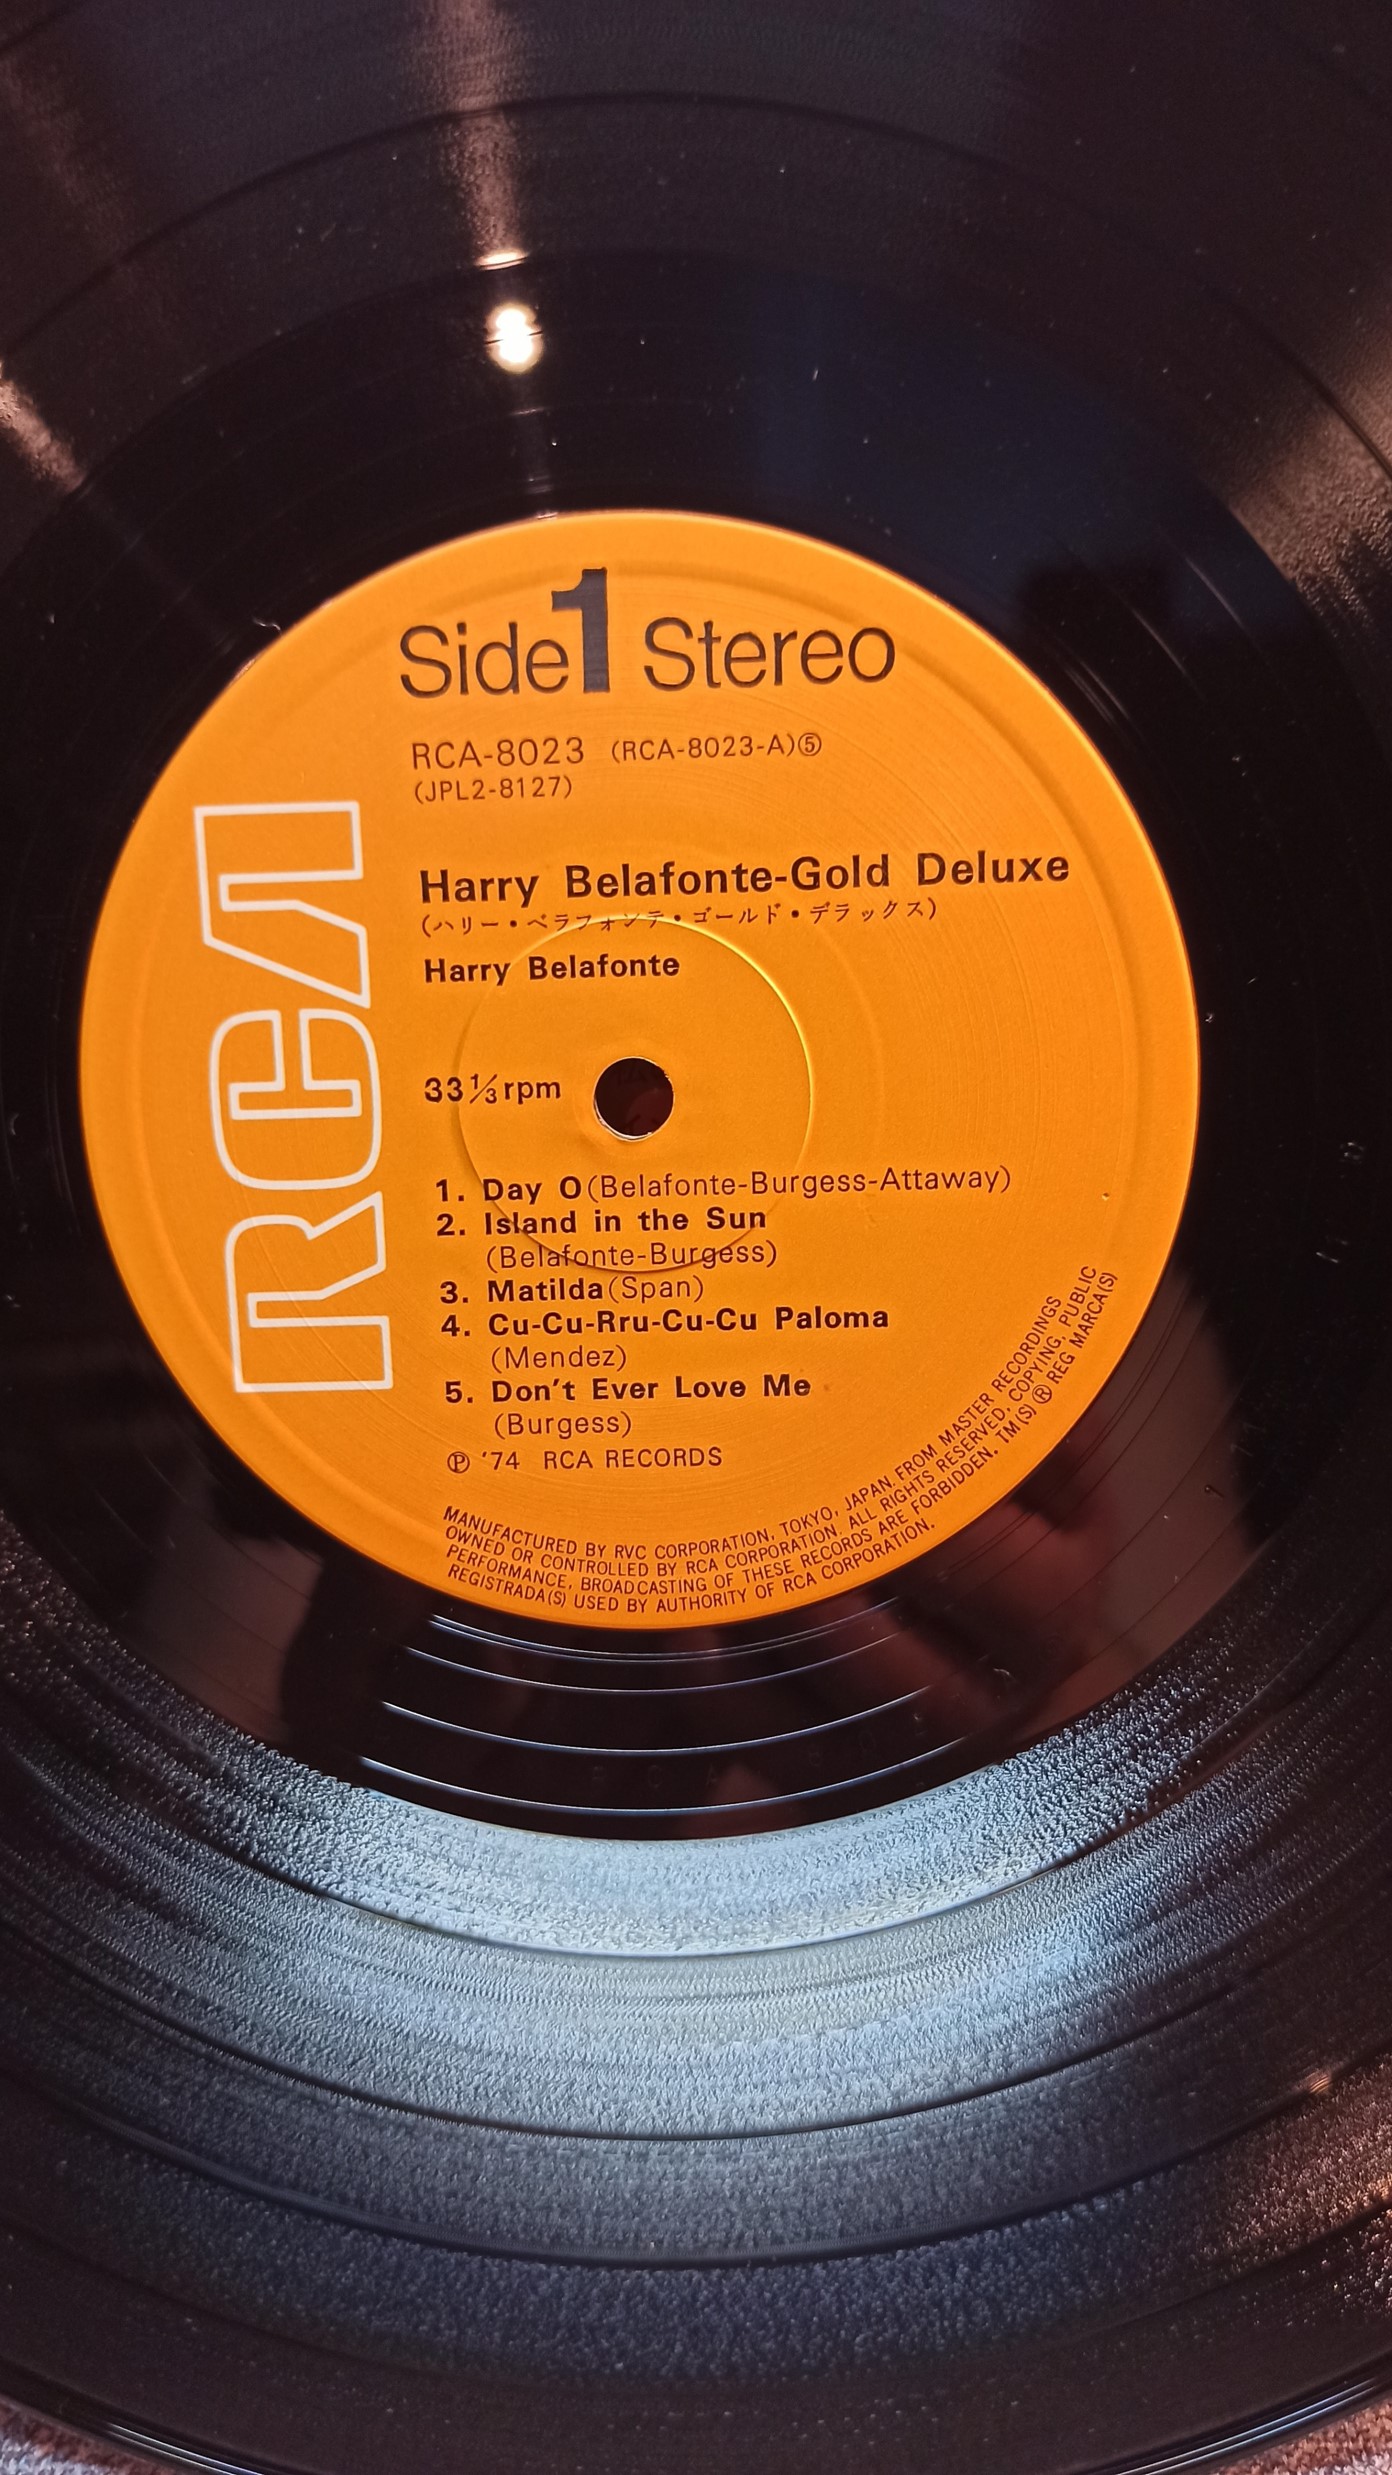 Side 1 Stereo
RCA-8023 (RCA-8023-A)⑤
(JPL2-8127)
Harry Belafonte-Gold Deluxe
(ハリー・ベラフォンテ・ゴールド・デラックス)
Harry Belafonte
33⅓rpm
1. Day O(Belafonte-Burgess-Attaway)
2. Island in the Sun
(Belafonte-Burgess)
3. Matilda(Span)
4. Cu-Cu-Rru-Cu-Cu Paloma
(Mendez)
5. Don't Ever Love Me
(Burgess)
Ⓟ '74 RCA RECORDS
MANUFACTURED BY RVC CORPORATION, TOKYO, JAPAN, FROM MASTER RECORDINGS
OWNED OR CONTROLLED BY RCA CORPORATION. ALL RIGHTS RESERVED, COPYING, PUBLIC
PERFORMANCE, BROADCASTING OF THESE RECORDS ARE FORBIDDEN. TM(S) ® REG MARCA(S)
REGISTRADA(S) USED BY AUTHORITY OF RCA CORPORATION.
RCA